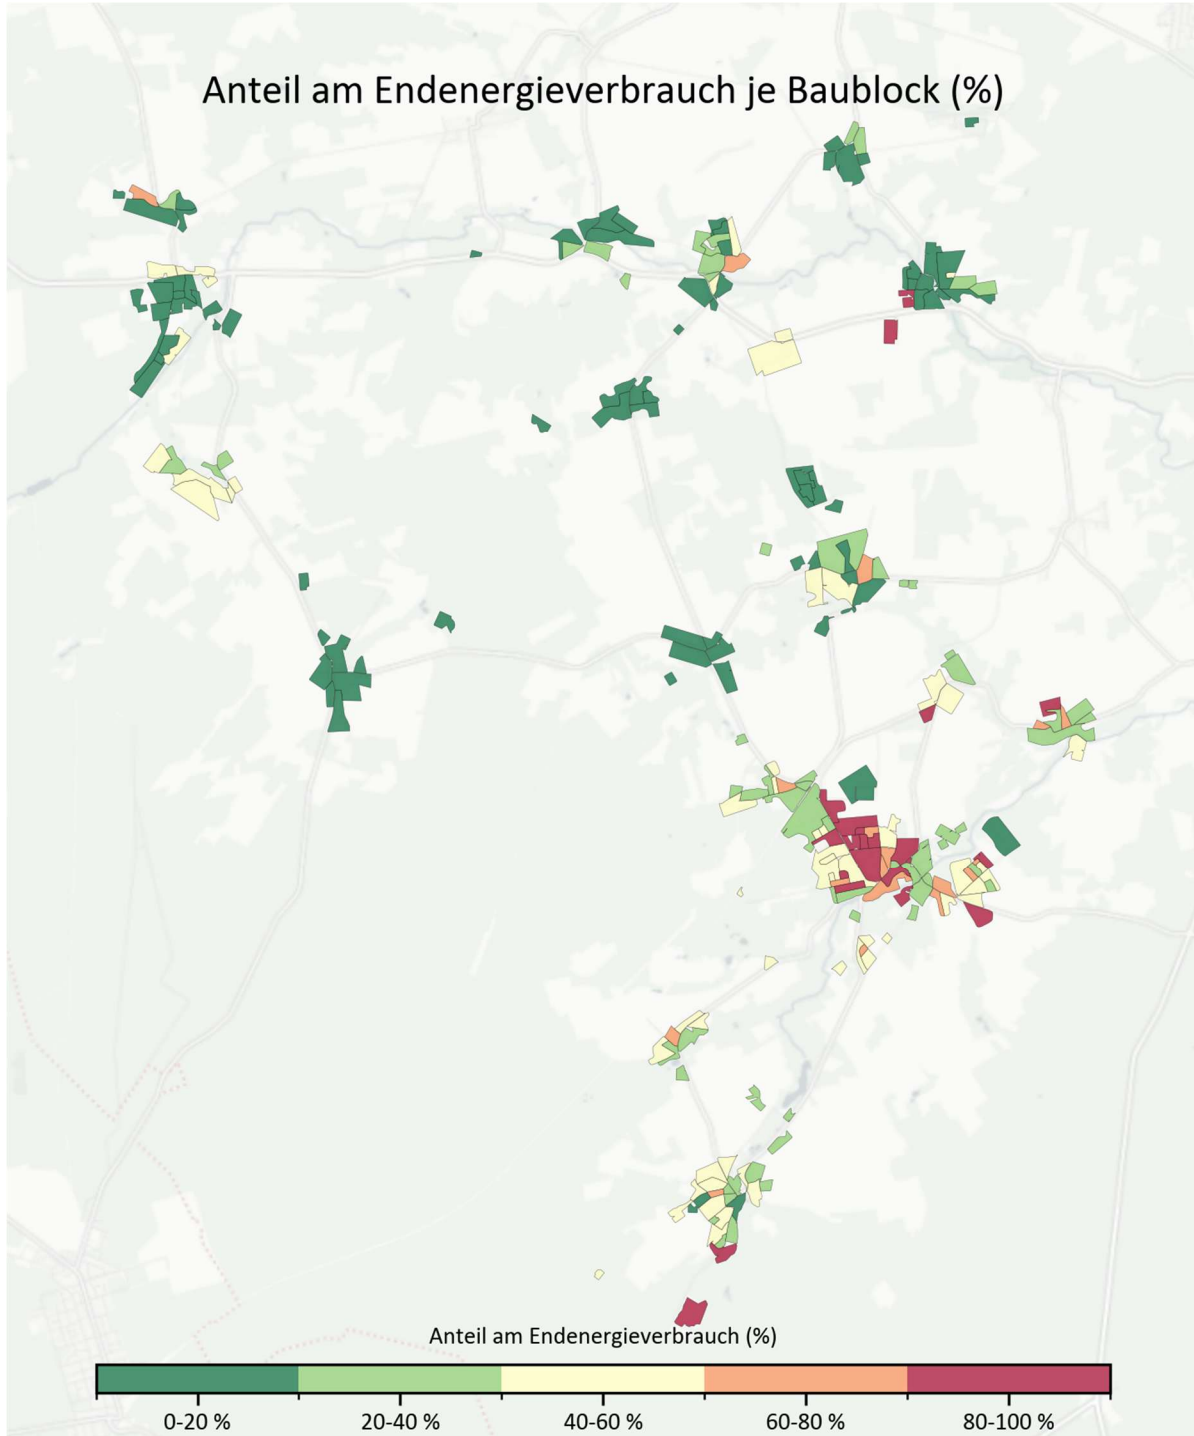 Anteil am Endenergieverbrauch je Baublock (%)
Anteil am Endenergieverbrauch (%)
0-20 %
20-40 %
40-60 %
60-80 %
80-100 %